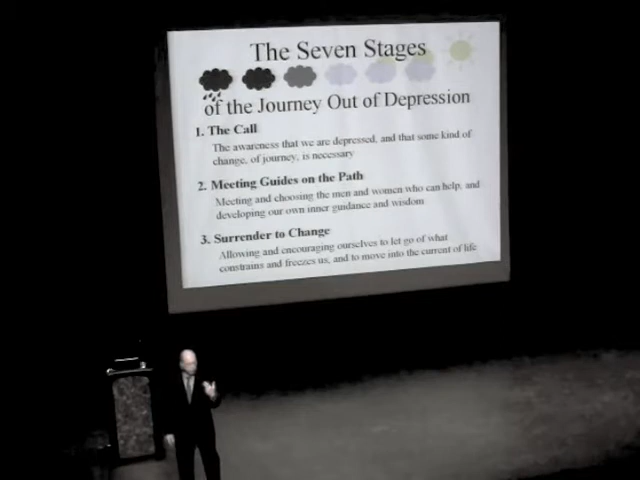 The Seven Stages
of the Journey Out of Depression
1. The Call
The awareness that we are depressed, and that some kind of
change, of journey, is necessary
2. Meeting Guides on the Path
Meeting and choosing the men and women who can help, and
developing our own inner guidance and wisdom
3. Surrender to Change
Allowing and encouraging ourselves to let go of what
constrains and freezes us, and to move into the current of life